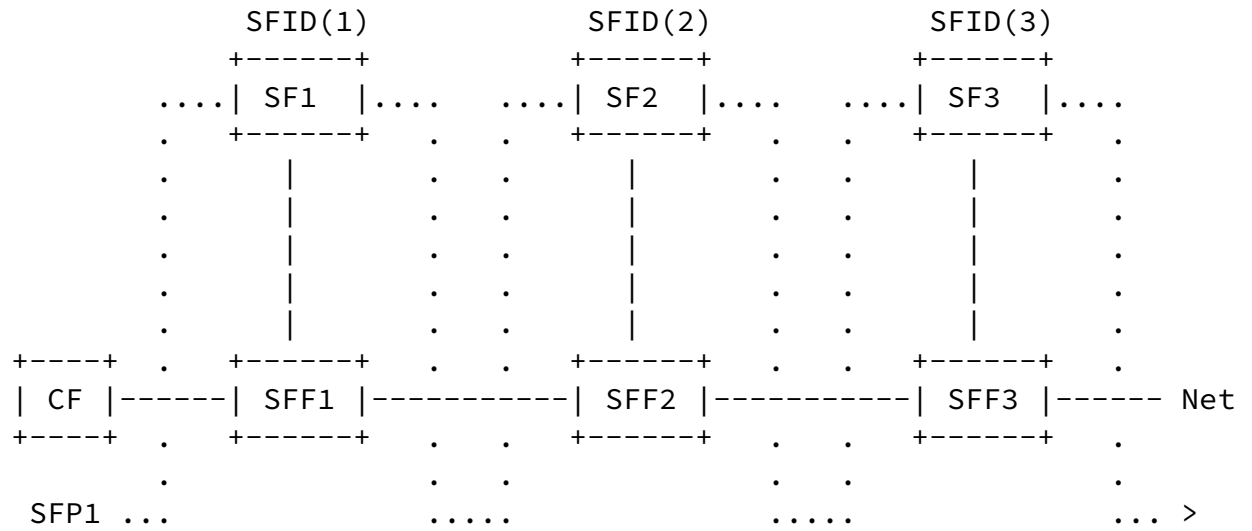 SFID(1) SFID(2) SFID(3)
+------+ +------+ +------+
....| SF1 |.... ....| SF2 |.... ....| SF3 |....
. +------+ . . +------+ . . +------+ .
. | . . | . . | .
. | . . | . . | .
. | . . | . . | .
. | . . | . . | .
. | . . | . . | .
+----+ . +------+ . . +------+ . . +------+ .
| CF |------| SFF1 |-----------| SFF2 |-----------| SFF3 |------ Net
+----+ . +------+ . . +------+ . . +------+ .
. . . . . .
SFP1 ... ..... ..... ... >